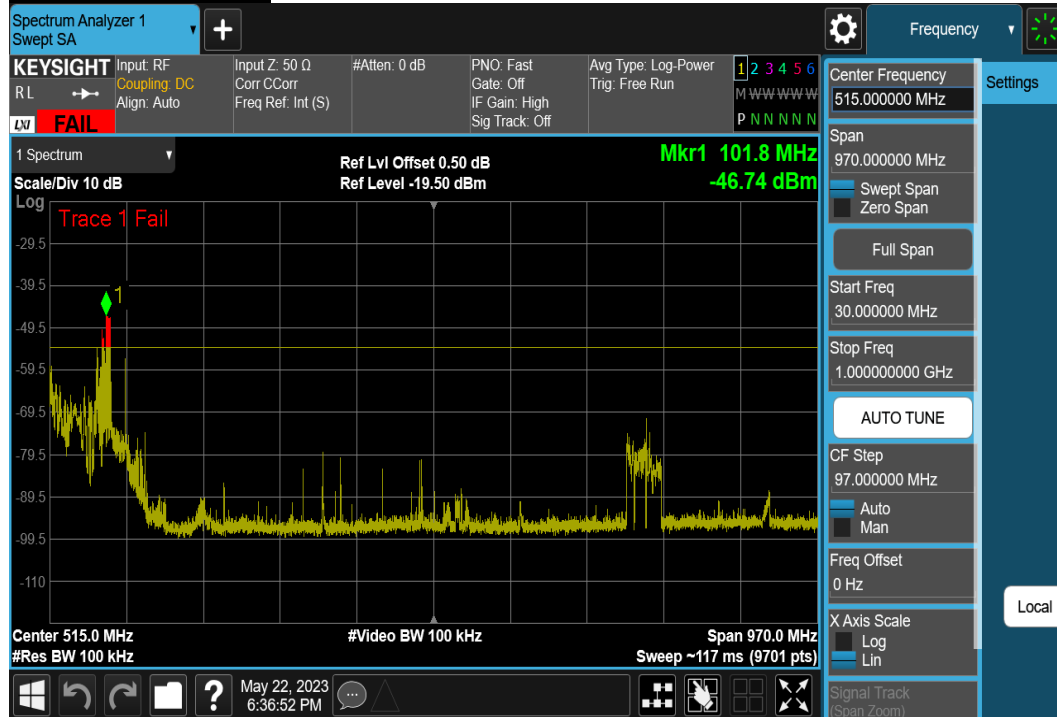 Spectrum Analyzer 1
Swept SA
+
Frequency
KEYSIGHT
R L
LXI FAIL
Input: RF
Coupling: DC
Align: Auto
Input Z: 50 Ω
Corr CCorr
Freq Ref: Int (S)
#Atten: 0 dB
PNO: Fast
Gate: Off
IF Gain: High
Sig Track: Off
Avg Type: Log-Power
Trig: Free Run
1 2 3 4 5 6
M W W W W W
P N N N N N
1 Spectrum
Scale/Div 10 dB
Ref Lvl Offset 0.50 dB
Ref Level -19.50 dBm
Mkr1 101.8 MHz
-46.74 dBm
Log
Trace 1 Fail
1
-29.5
-39.5
-49.5
-59.5
-69.5
-79.5
-89.5
-99.5
-110
Center 515.0 MHz
#Res BW 100 kHz
#Video BW 100 kHz
Span 970.0 MHz
Sweep ~117 ms (9701 pts)
?
May 22, 2023
6:36:52 PM
Center Frequency
515.000000 MHz
Span
970.000000 MHz
Swept Span
Zero Span
Full Span
Start Freq
30.000000 MHz
Stop Freq
1.000000000 GHz
AUTO TUNE
CF Step
97.000000 MHz
Auto
Man
Freq Offset
0 Hz
X Axis Scale
Log
Lin
Signal Track
(Span Zoom)
Settings
Local